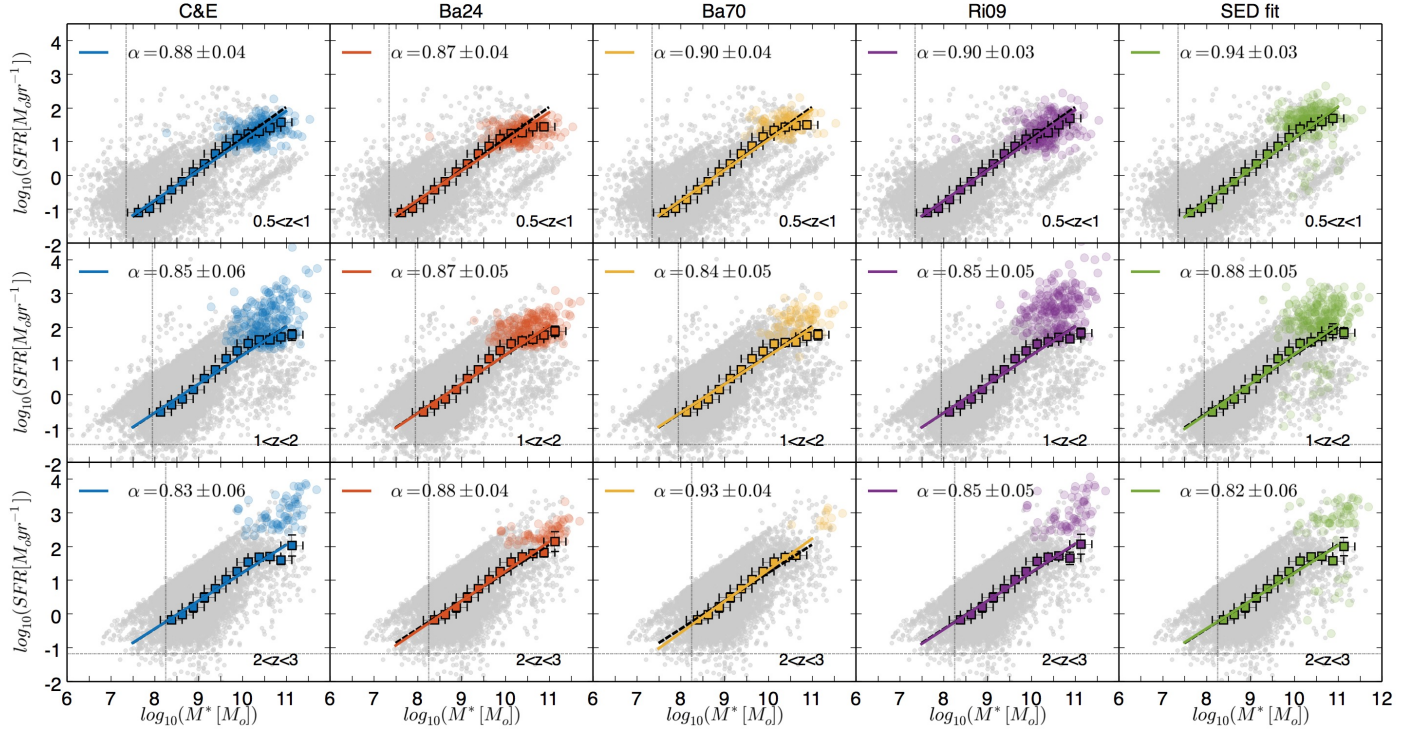 C&E Ba24 Ba70 Ri09 SED fit
4 α=0.88±0.04 α=0.87±0.04 α=0.90±0.04 α=0.90±0.03 α=0.94±0.03
3
2
1
0
-1
log10(SFR[Moyr−1])
0.5<z<1 0.5<z<1 0.5<z<1 0.5<z<1 0.5<z<1
-2
4 α=0.85±0.06 α=0.87±0.05 α=0.84±0.05 α=0.85±0.05 α=0.88±0.05
3
2
1
0
-1
log10(SFR[Moyr−1])
1<z<2 1<z<2 1<z<2 1<z<2 1<z<2
-2
α=0.83±0.06 α=0.88±0.04 α=0.93±0.04 α=0.85±0.05 α=0.82±0.06
3
2
1
0
-1
log10(SFR[Moyr−1])
2<z<3 2<z<3 2<z<3 2<z<3 2<z<3
-2
6 7 8 9 10 11 6 7 8 9 10 11 6 7 8 9 10 11 6 7 8 9 10 11 6 7 8 9 10 11 12
log10(M*[Mo]) log10(M*[Mo]) log10(M*[Mo]) log10(M*[Mo]) log10(M*[Mo])